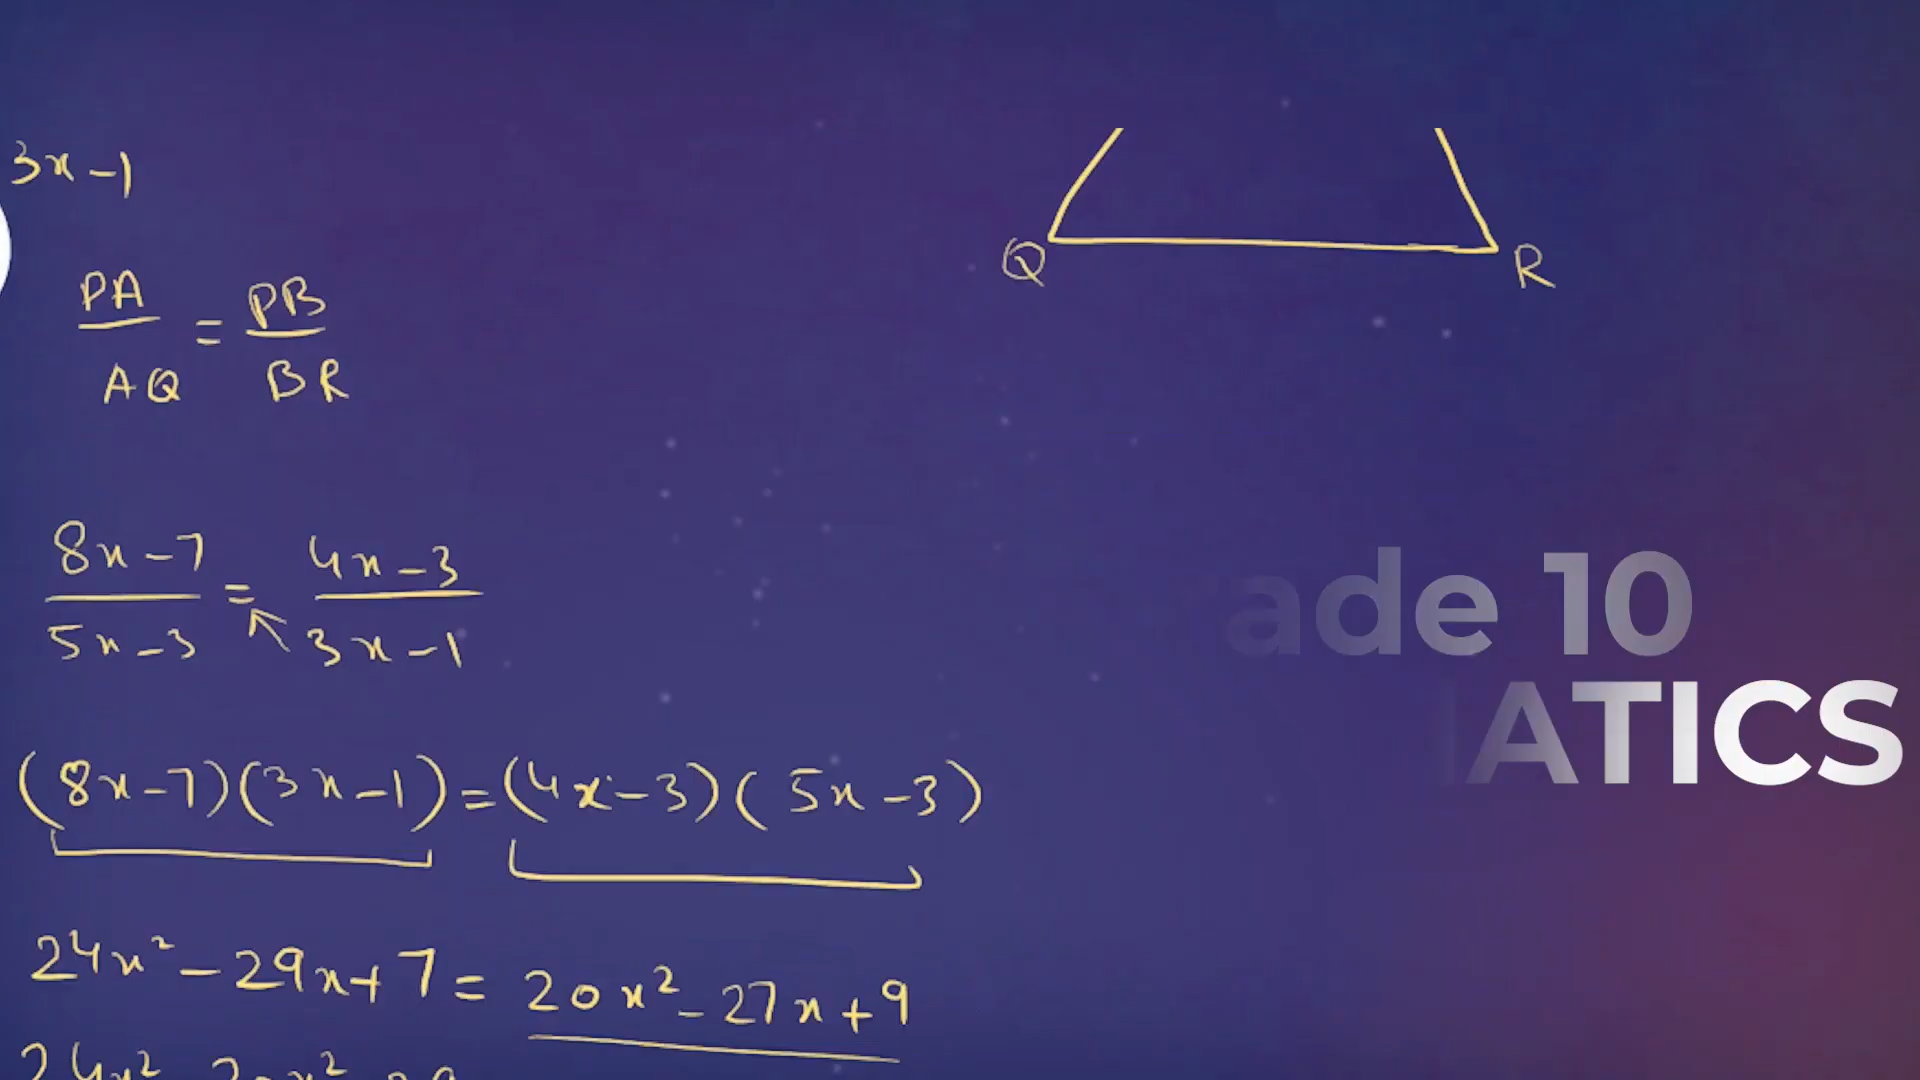 3x-1
Q R
PA/AQ = PB/BR
8x-7/5x-3 = 4x-3/3x-1
ade 10
ATICS
(8x-7)(3x-1)=(4x-3)(5x-3)
24x²-29x+7=20x²-27x+9